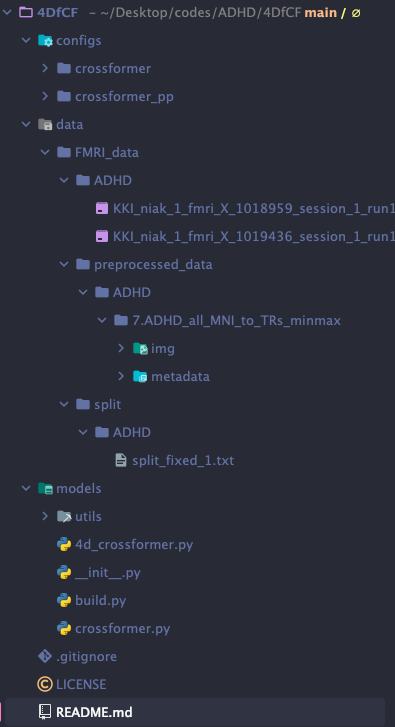 4DfCF - ~/Desktop/codes/ADHD/4DfCF main / ⌀
configs
crossformer
crossformer_pp
data
FMRI_data
ADHD
KKI_niak_1_fmri_X_1018959_session_1_run1
KKI_niak_1_fmri_X_1019436_session_1_run1
preprocessed_data
ADHD
7.ADHD_all_MNI_to_TRs_minmax
img
metadata
split
ADHD
split_fixed_1.txt
models
utils
4d_crossformer.py
__init__.py
build.py
crossformer.py
.gitignore
LICENSE
README.md